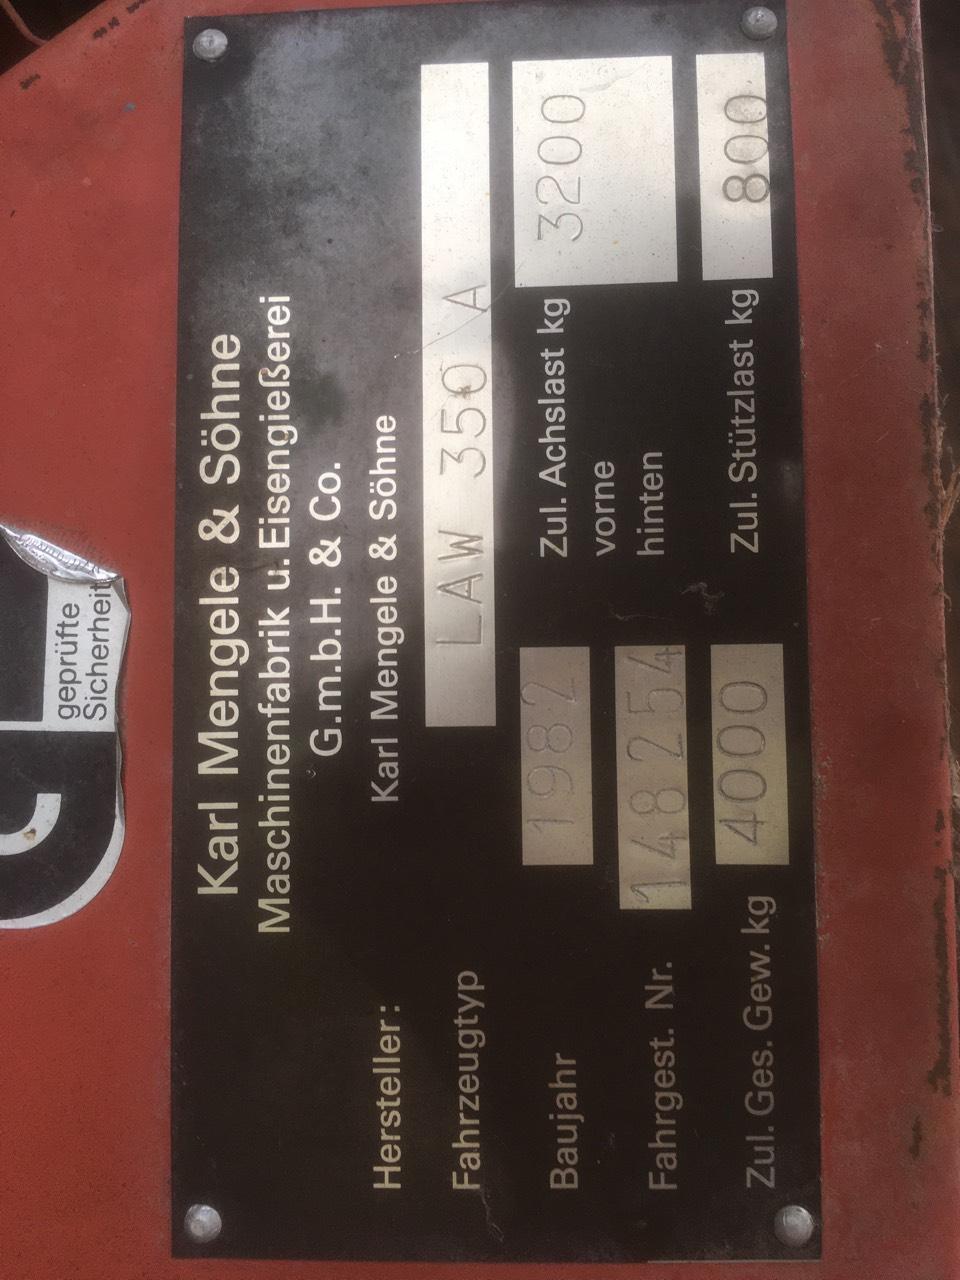 geprüfte
Sicherheit
Karl Mengele & Söhne
Maschinenfabrik u. Eisengießerei
G.m.b.H. & Co.
Hersteller: Karl Mengele & Söhne
Fahrzeugtyp LAW 350 A
Baujahr 1982 Zul. Achslast kg 3200
vorne
Fahrgest. Nr. 148254 hinten
Zul. Ges. Gew. kg 4000 Zul. Stützlast kg 800